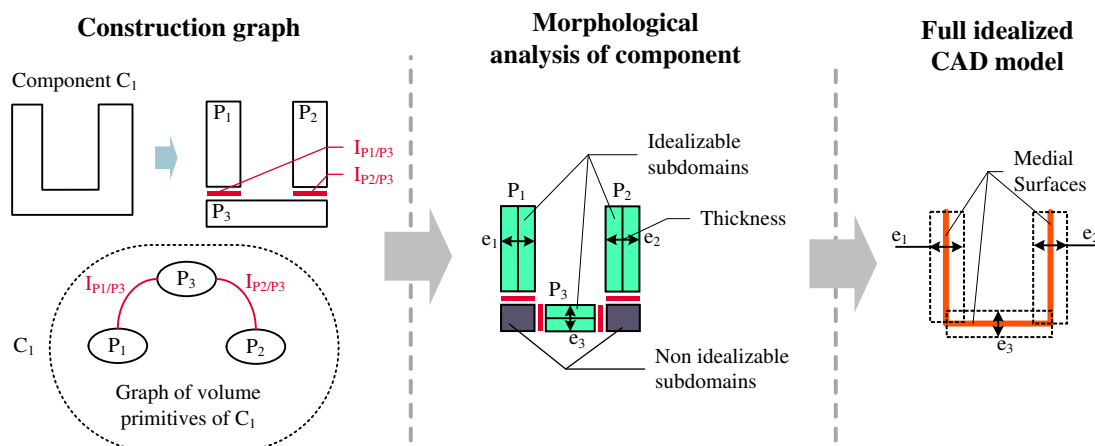 Construction graph
Component C1
P1
P2
IP1/P3
IP2/P3
P3
IP1/P3
P3
IP2/P3
C1
P1
P2
Graph of volume
primitives of C1
Morphological
analysis of component
Idealizable
subdomains
P1
P2
Thickness
e1
e2
P3
e3
Non idealizable
subdomains
Full idealized
CAD model
Medial
Surfaces
e1
e2
e3